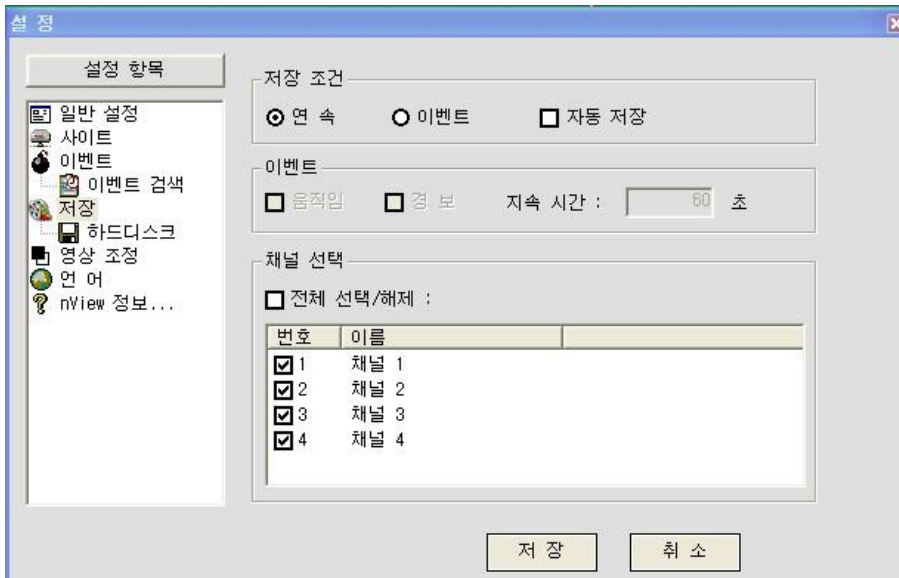 설 정
설정 항목
일반 설정
사이트
이벤트
이벤트 검색
저장
하드디스크
영상 조정
언 어
nView 정보...
저장 조건
연 속 이벤트 자동 저장
이벤트
움직임 경 보 지속 시간 : 60 초
채널 선택
전체 선택/해제 :
번호 이름
1 채널 1
2 채널 2
3 채널 3
4 채널 4
저 장 취 소